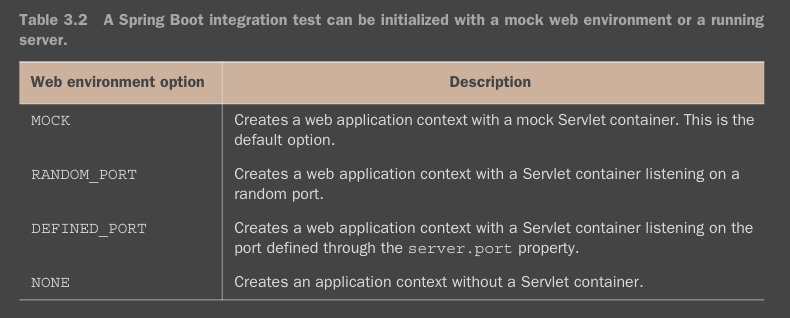 Table 3.2 A Spring Boot integration test can be initialized with a mock web environment or a running
server.
Web environment option Description
MOCK Creates a web application context with a mock Servlet container. This is the
default option.
RANDOM_PORT Creates a web application context with a Servlet container listening on a
random port.
DEFINED_PORT Creates a web application context with a Servlet container listening on the
port defined through the server.port property.
NONE Creates an application context without a Servlet container.